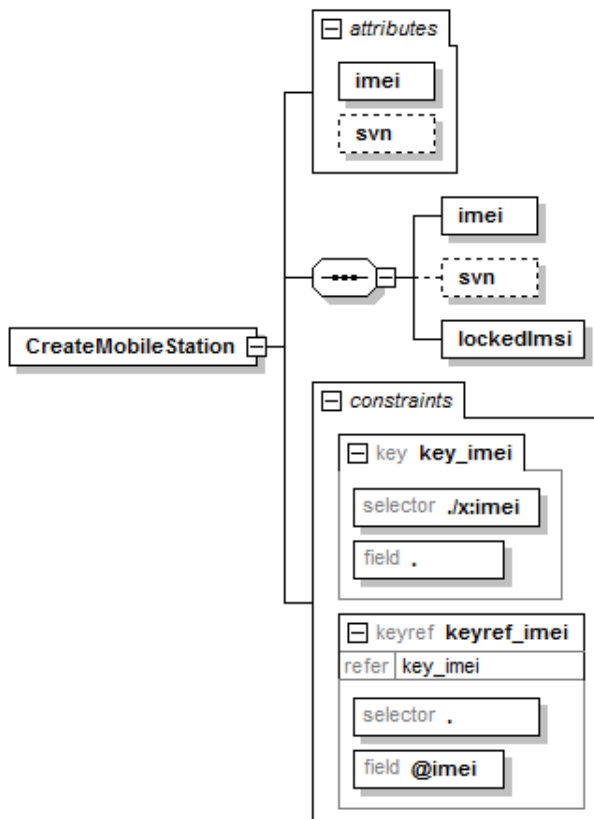 attributes
imei
svn
imei
svn
lockedImsi
CreateMobileStation
constraints
key key_imei
selector ./x:imei
field .
keyref keyref_imei
refer key_imei
selector .
field @imei